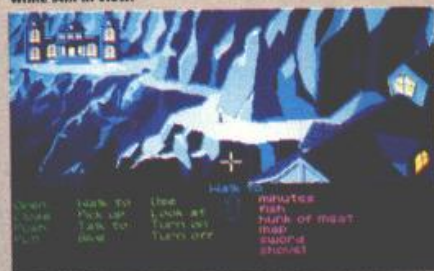 Walk to
Open Walk to Use minutes
Close Pick up Look at fish
Push Talk to Turn on hunk of meat
Pull Give Turn off map
sword
shovel